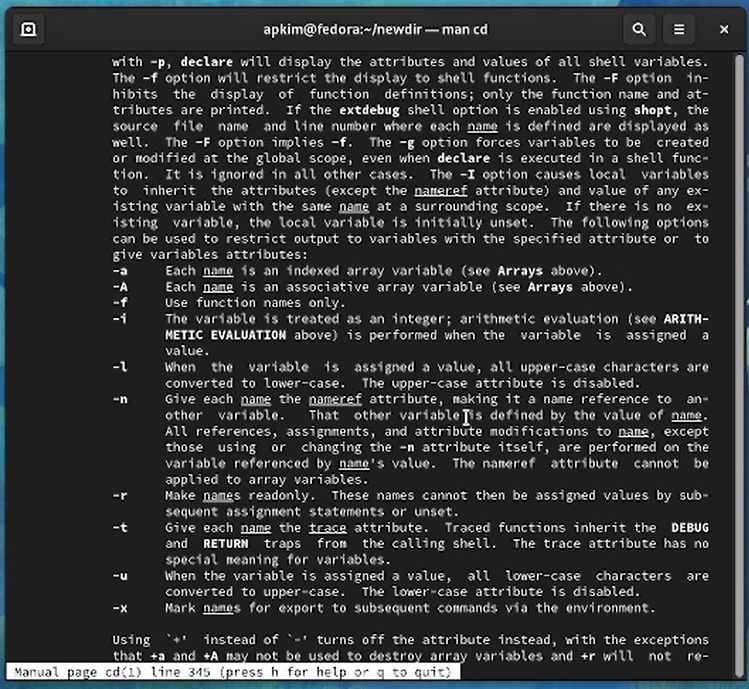 apkim@fedora:~/newdir — man cd
with -p, declare will display the attributes and values of all shell variables.
The -f option will restrict the display to shell functions. The -F option in-
hibits the display of function definitions; only the function name and at-
tributes are printed. If the extdebug shell option is enabled using shopt, the
source file name and line number where each name is defined are displayed as
well. The -F option implies -f. The -g option forces variables to be created
or modified at the global scope, even when declare is executed in a shell func-
tion. It is ignored in all other cases. The -I option causes local variables
to inherit the attributes (except the nameref attribute) and value of any ex-
isting variable with the same name at a surrounding scope. If there is no ex-
isting variable, the local variable is initially unset. The following options
can be used to restrict output to variables with the specified attribute or to
give variables attributes:
-a Each name is an indexed array variable (see Arrays above).
-A Each name is an associative array variable (see Arrays above).
-f Use function names only.
-i The variable is treated as an integer; arithmetic evaluation (see ARITH-
METIC EVALUATION above) is performed when the variable is assigned a
value.
-l When the variable is assigned a value, all upper-case characters are
converted to lower-case. The upper-case attribute is disabled.
-n Give each name the nameref attribute, making it a name reference to an-
other variable. That other variable is defined by the value of name.
All references, assignments, and attribute modifications to name, except
those using or changing the -n attribute itself, are performed on the
variable referenced by name's value. The nameref attribute cannot be
applied to array variables.
-r Make names readonly. These names cannot then be assigned values by sub-
sequent assignment statements or unset.
-t Give each name the trace attribute. Traced functions inherit the DEBUG
and RETURN traps from the calling shell. The trace attribute has no
special meaning for variables.
-u When the variable is assigned a value, all lower-case characters are
converted to upper-case. The lower-case attribute is disabled.
-x Mark names for export to subsequent commands via the environment.
Using `+' instead of `-' turns off the attribute instead, with the exceptions
that +a and +A may not be used to destroy array variables and +r will not re-
Manual page cd(1) line 345 (press h for help or q to quit)